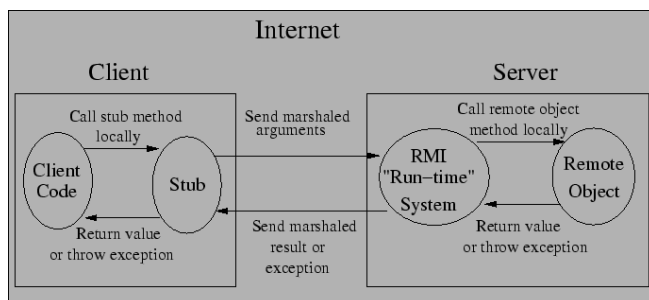 Internet
Client
Server
Call stub method
locally
Send marshaled
arguments
Call remote object
method locally
Client
Code
Stub
RMI
"Run-time"
System
Remote
Object
Return value
or throw exception
Send marshaled
result or
exception
Return value
or throw exception